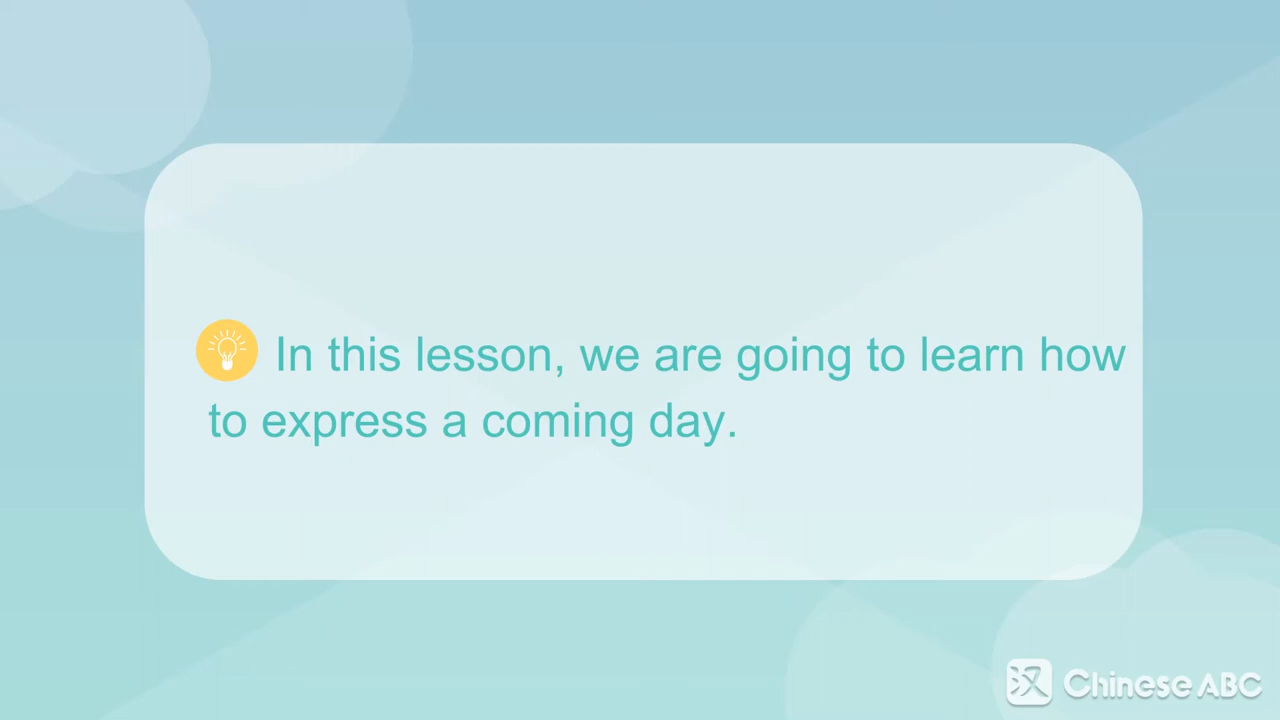 In this lesson, we are going to learn how
to express a coming day.
汉 Chinese ABC